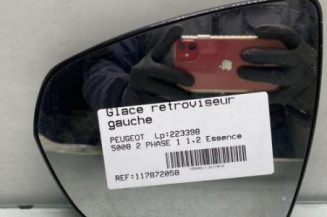 Glace retroviseur
gauche
PEUGEOT Lp:223398
5008 2 PHASE 1 1.2 Essence
REF:117872058